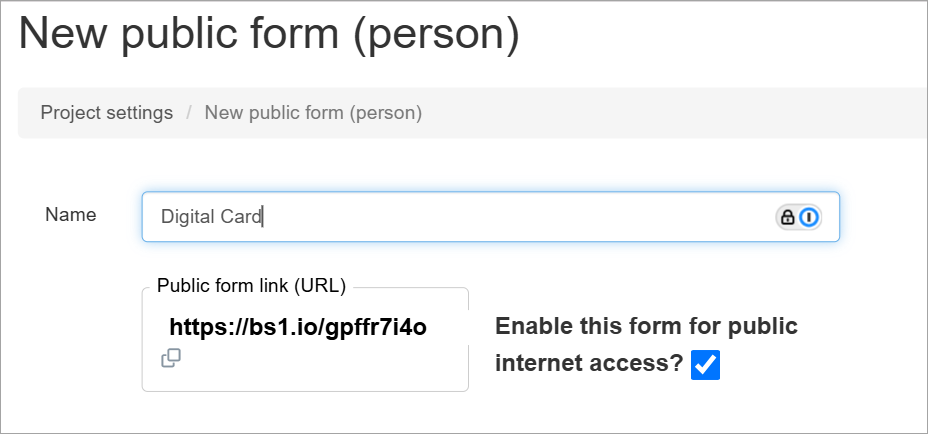 New public form (person)
Project settings / New public form (person)
Name
Digital Card
Public form link (URL)
https://bs1.io/gpffr7i4o
Enable this form for public
internet access?